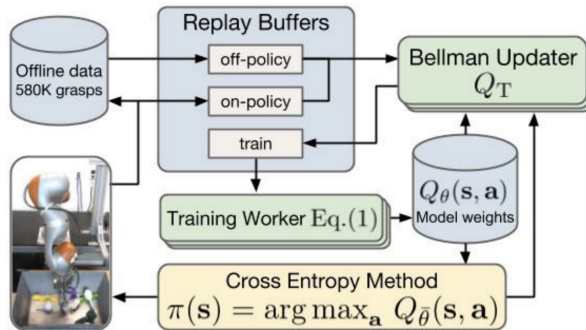 Replay Buffers
Offline data
580K grasps
off-policy
on-policy
train
Bellman Updater
Q_T
Training Worker Eq.(1)
Q_θ(s, a)
Model weights
Cross Entropy Method
π(s) = arg max_a Q_θ̄(s, a)